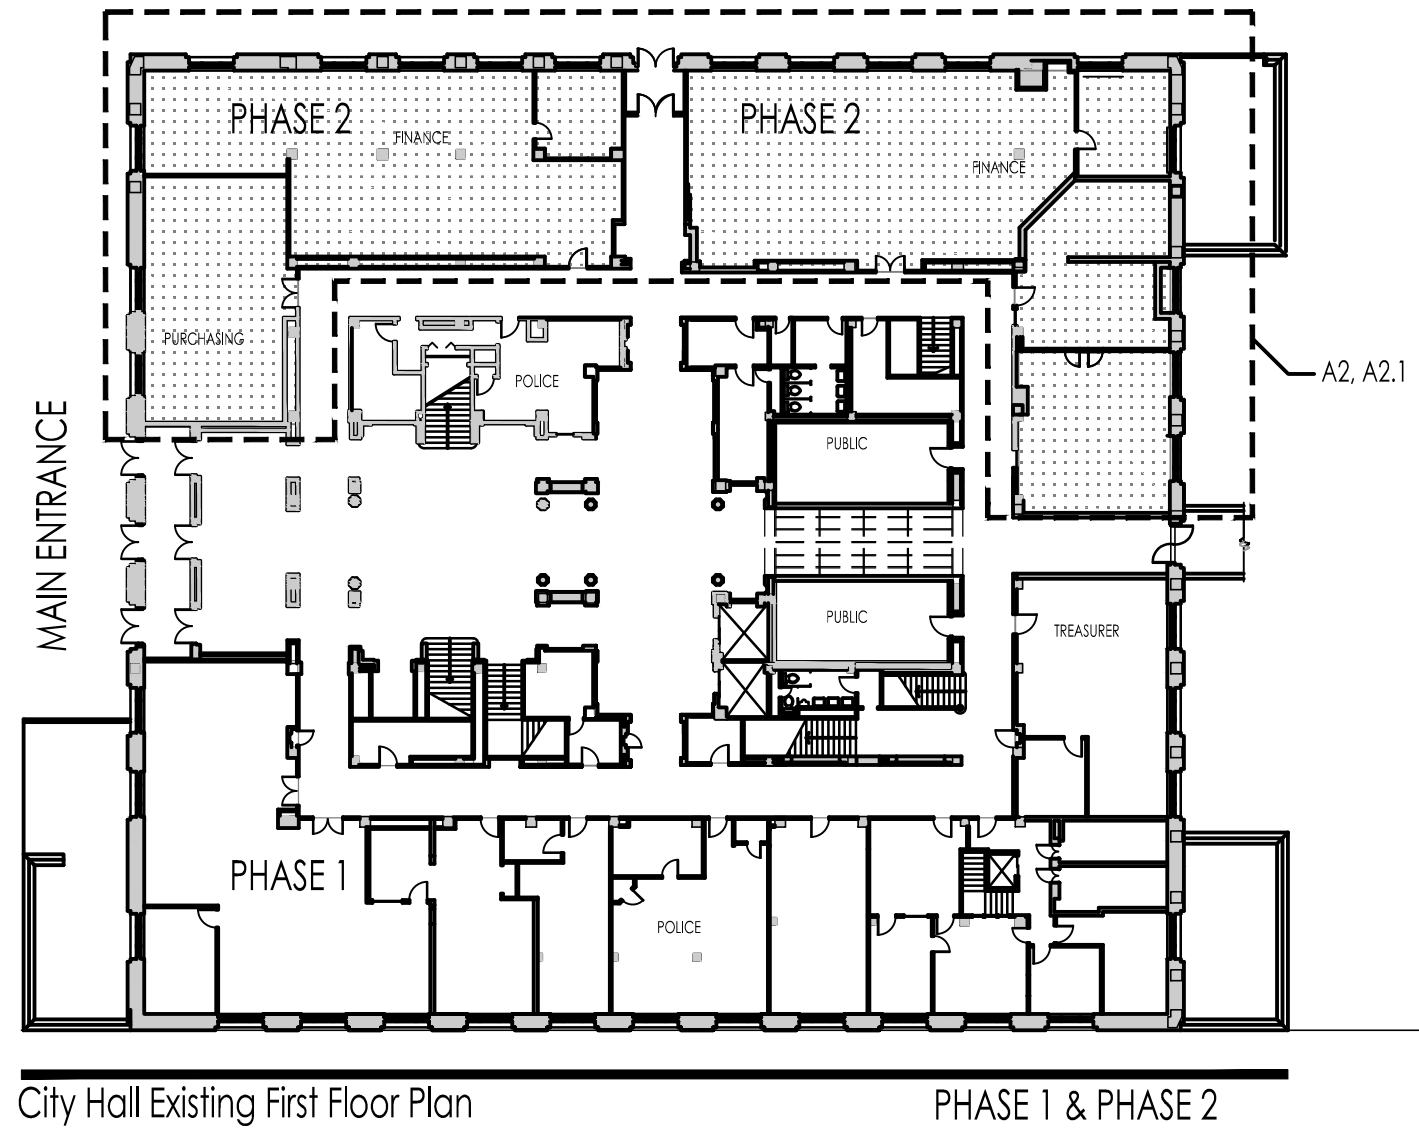 PHASE 2
PHASE 2
FINANCE
FINANCE
PURCHASING
POLICE
A2, A2.1
MAIN ENTRANCE
PUBLIC
PUBLIC
TREASURER
PHASE 1
POLICE
City Hall Existing First Floor Plan
PHASE 1 & PHASE 2